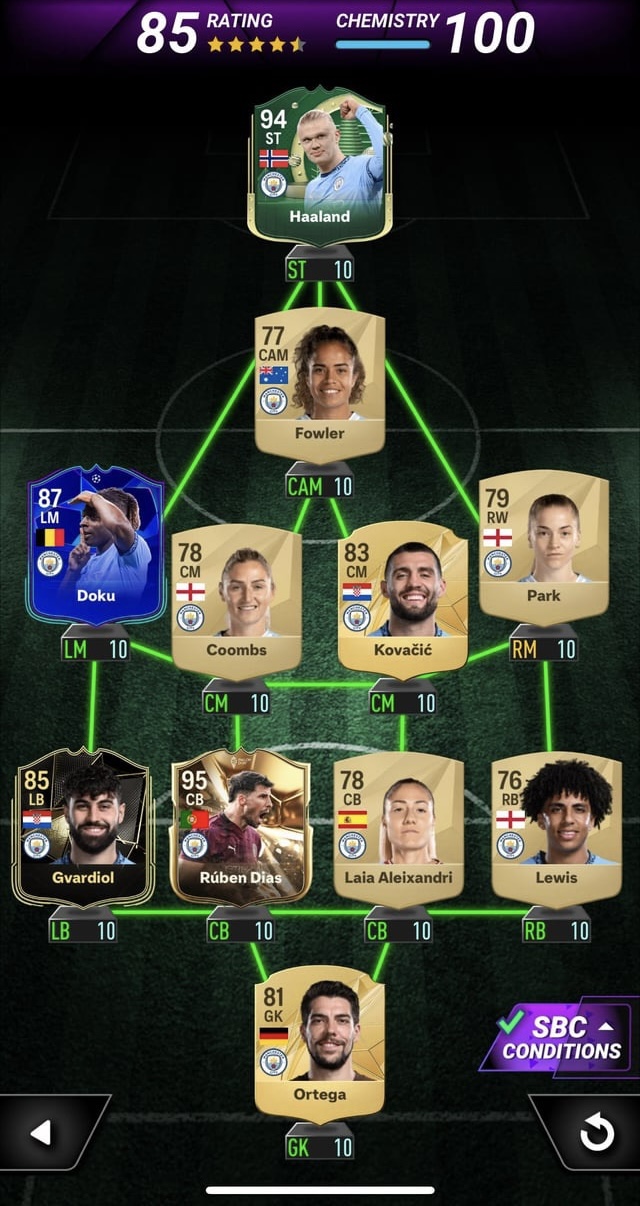 85 RATING CHEMISTRY 100
94
ST
Haaland
ST 10
77
CAM
Fowler
CAM 10
87
LM
Doku
LM 10
78
CM
Coombs
CM 10
83
CM
Kovačić
CM 10
79
RW
Park
RM 10
85
LB
Gvardiol
LB 10
95
CB
Rúben Dias
CB 10
78
CB
Laia Aleixandri
CB 10
76
RB
Lewis
RB 10
81
GK
Ortega
GK 10
SBC
CONDITIONS